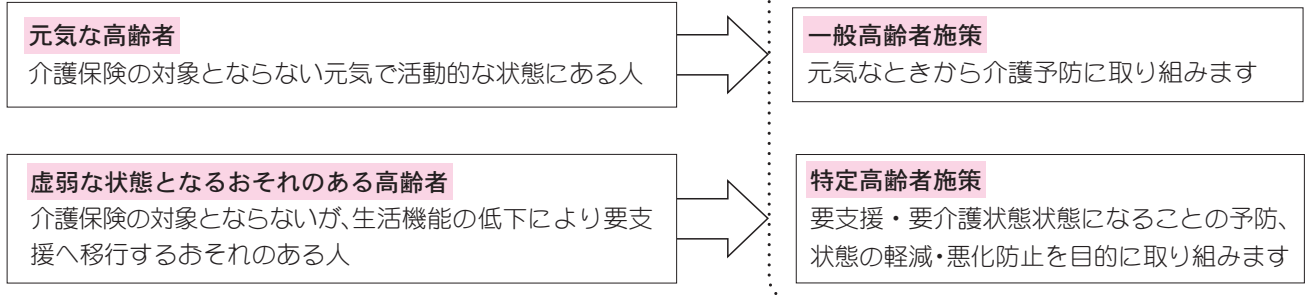 元気な高齢者
介護保険の対象とならない元気で活動的な状態にある人
一般高齢者施策
元気なときから介護予防に取り組みます
虚弱な状態となるおそれのある高齢者
介護保険の対象とならないが、生活機能の低下により要支
援へ移行するおそれのある人
特定高齢者施策
要支援・要介護状態状態になることの予防、
状態の軽減・悪化防止を目的に取り組みます